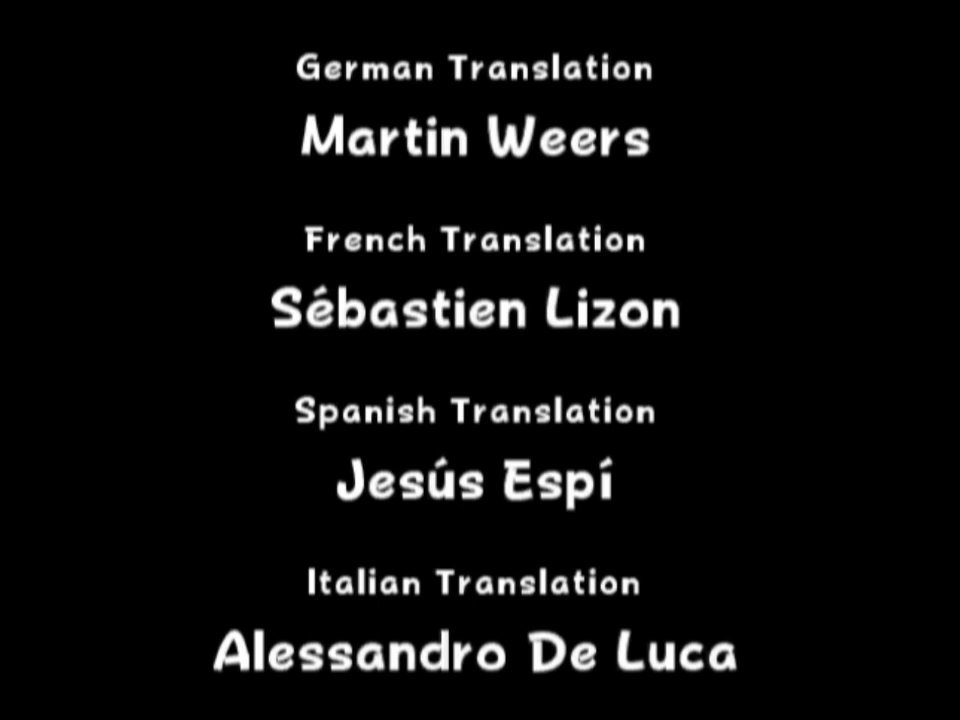 German Translation
Martin Weers
French Translation
Sébastien Lizon
Spanish Translation
Jesús Espí
Italian Translation
Alessandro De Luca